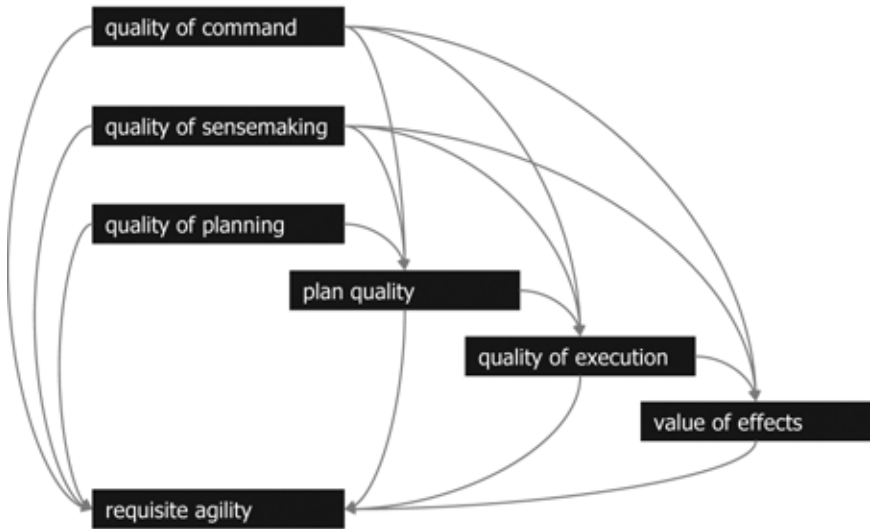 quality of command
quality of sensemaking
quality of planning
plan quality
quality of execution
value of effects
requisite agility